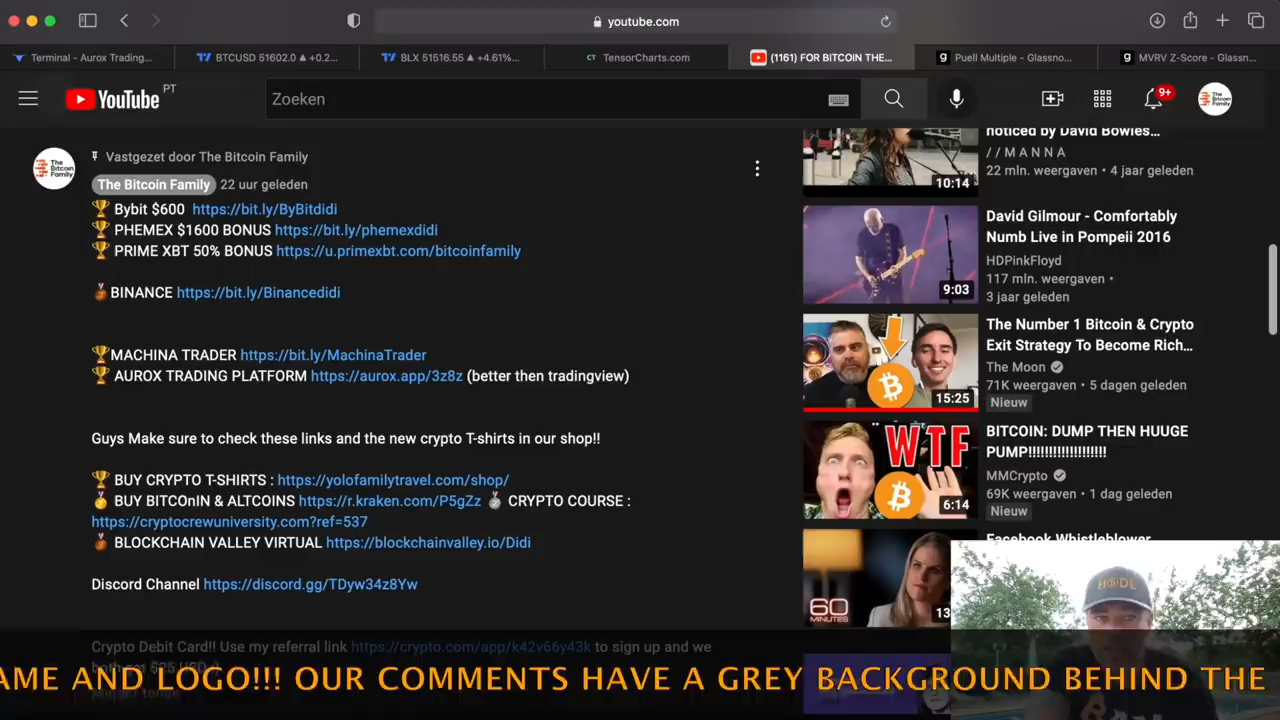 youtube.com
Terminal - Aurox Trading...
BTCUSD 51602.0 ▲ +0.2...
BLX 51516.55 ▲ +4.61%...
TensorCharts.com
(1161) FOR BITCOIN THE...
Puell Multiple - Glassno...
MVRV Z-Score - Glassn...
YouTube PT
Zoeken
9+
The Bitcoin Family
Vastgezet door The Bitcoin Family
The Bitcoin Family 22 uur geleden
🏆 Bybit $600 https://bit.ly/ByBitdidi
🏆 PHEMEX $1600 BONUS https://bit.ly/phemexdidi
🏆 PRIME XBT 50% BONUS https://u.primexbt.com/bitcoinfamily
🥉BINANCE https://bit.ly/Binancedidi
🏆MACHINA TRADER https://bit.ly/MachinaTrader
🏆 AUROX TRADING PLATFORM https://aurox.app/3z8z (better then tradingview)
Guys Make sure to check these links and the new crypto T-shirts in our shop!!
🏆 BUY CRYPTO T-SHIRTS : https://yolofamilytravel.com/shop/
🥇 BUY BITCOnIN & ALTCOINS https://r.kraken.com/P5gZz 🥈 CRYPTO COURSE :
https://cryptocrewuniversity.com?ref=537
🥉 BLOCKCHAIN VALLEY VIRTUAL https://blockchainvalley.io/Didi
Discord Channel https://discord.gg/TDyw34z8Yw
Crypto Debit Card!! Use my referral link https://crypto.com/app/k42v66y43k to sign up and we
noticed by David Bowies...
/ / M A N N A
22 mln. weergaven • 4 jaar geleden
10:14
David Gilmour - Comfortably
Numb Live in Pompeii 2016
HDPinkFloyd
117 mln. weergaven •
3 jaar geleden
9:03
The Number 1 Bitcoin & Crypto
Exit Strategy To Become Rich...
The Moon
71K weergaven • 5 dagen geleden
Nieuw
15:25
BITCOIN: DUMP THEN HUUGE
PUMP!!!!!!!!!!!!!!!!!!
MMCrypto
69K weergaven • 1 dag geleden
Nieuw
WTF
6:14
Facebook Whistleblower
60
MINUTES
13
HODL
AME AND LOGO!!! OUR COMMENTS HAVE A GREY BACKGROUND BEHIND THE